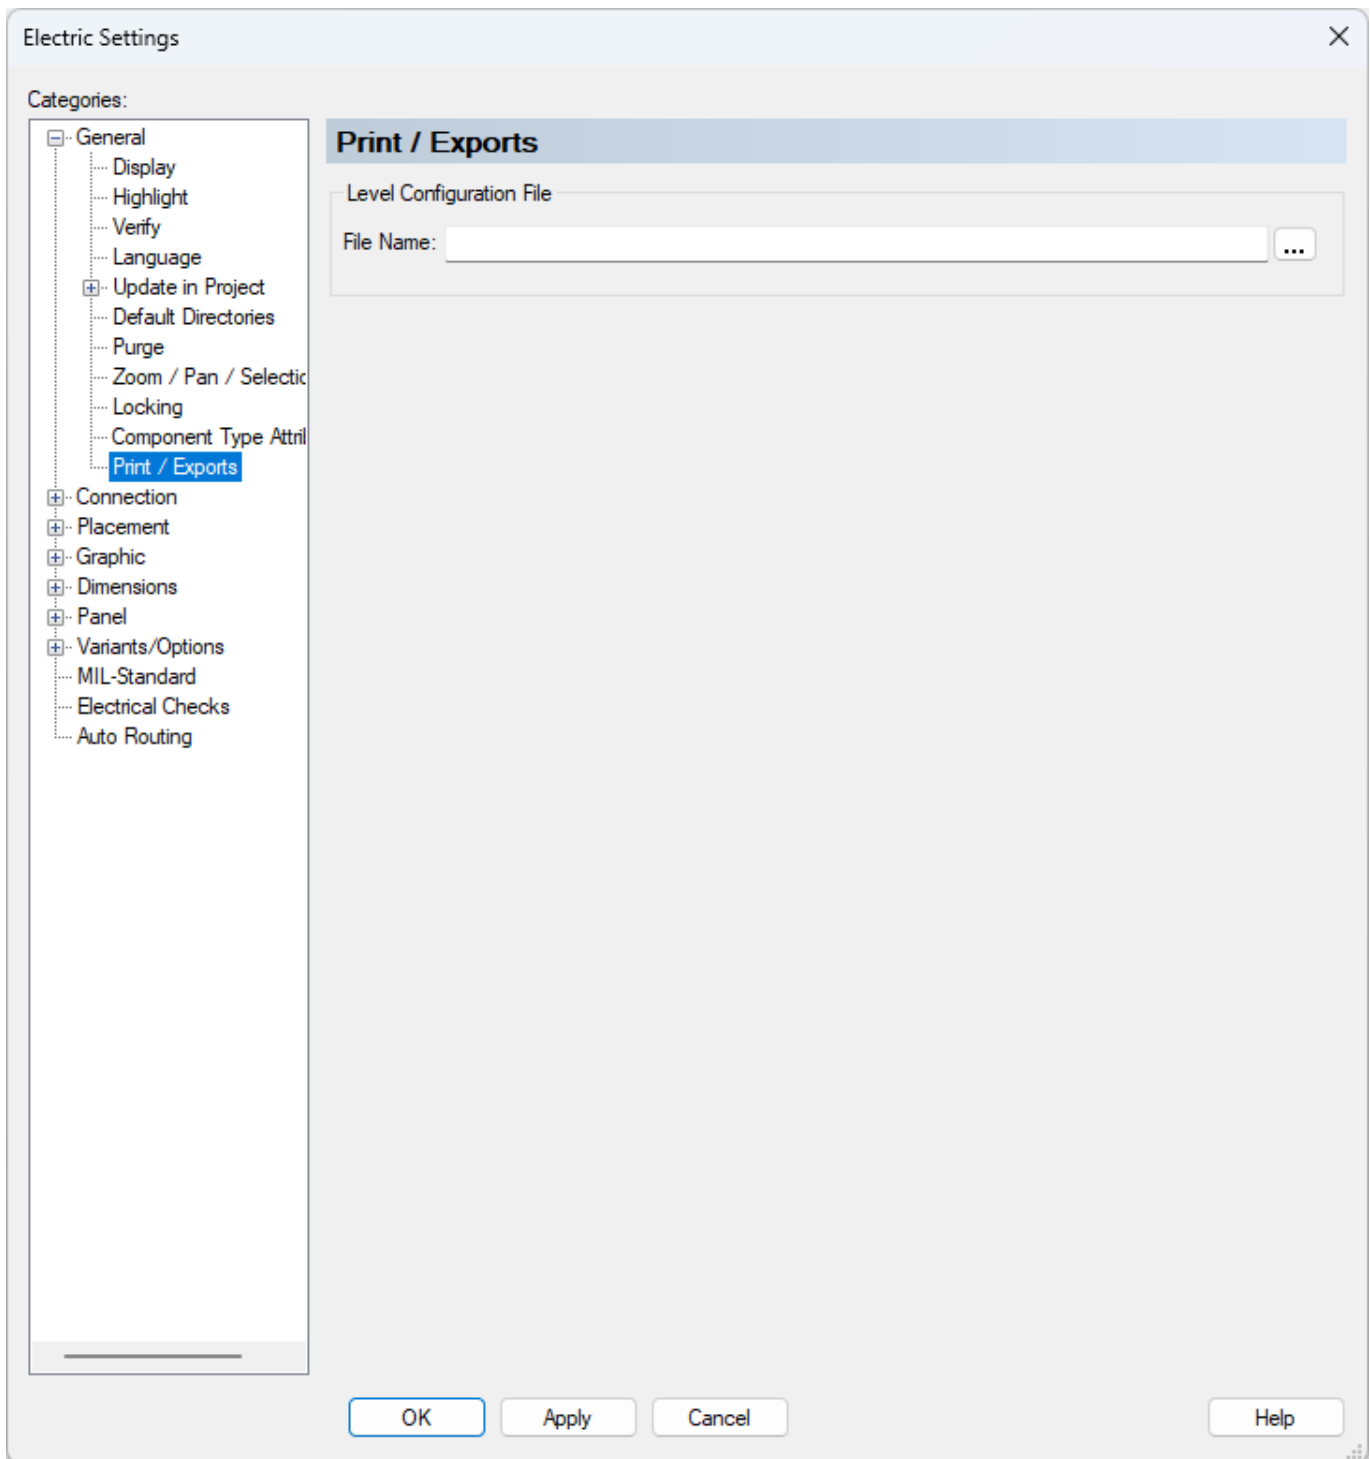 Electric Settings
Categories:
General
Display
Highlight
Verify
Language
Update in Project
Default Directories
Purge
Zoom / Pan / Selectio
Locking
Component Type Attri
Print / Exports
Connection
Placement
Graphic
Dimensions
Panel
Variants/Options
MIL-Standard
Electrical Checks
Auto Routing
Print / Exports
Level Configuration File
File Name:
...
OK
Apply
Cancel
Help